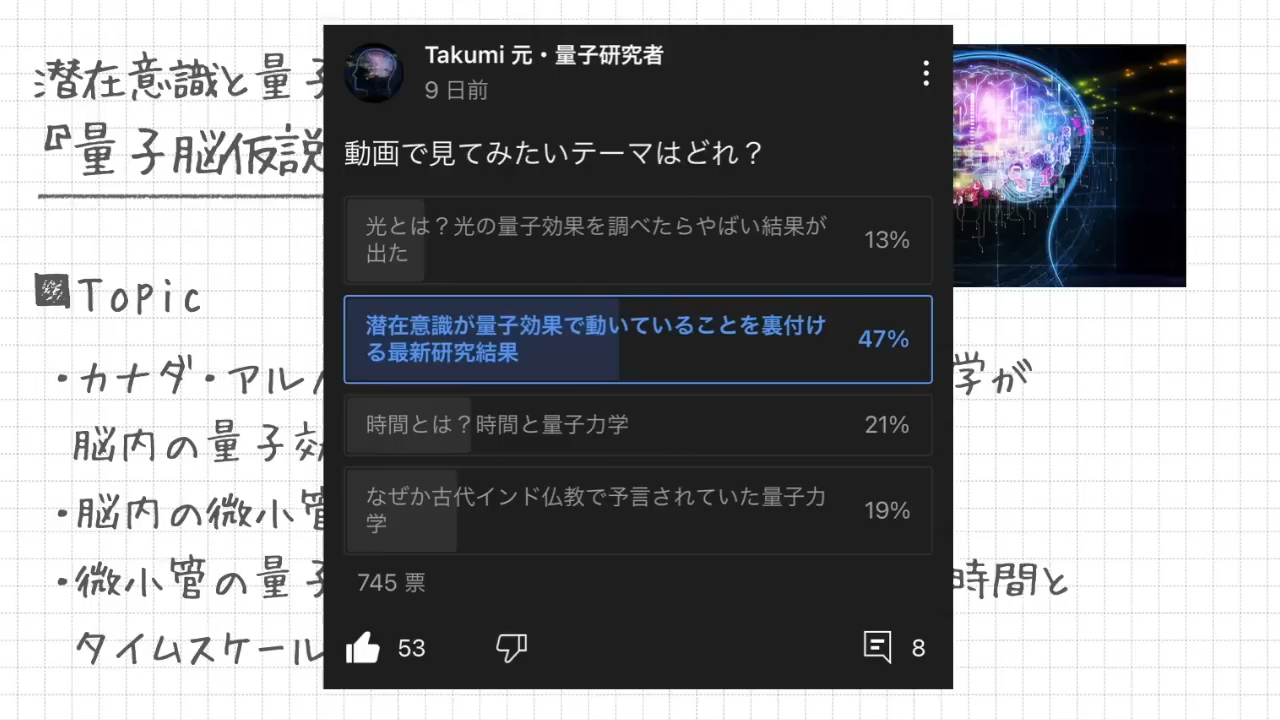 潜在意識と量子
『量子脳仮説
Topic
・カナダ・アル
学が
脳内の量子効
・脳内の微小管
・微小管の量子
時間と
タイムスケール
Takumi 元・量子研究者
9 日前
動画で見てみたいテーマはどれ？
光とは？光の量子効果を調べたらやばい結果が
出た
13%
潜在意識が量子効果で動いていることを裏付け
る最新研究結果
47%
時間とは？時間と量子力学
21%
なぜか古代インド仏教で予言されていた量子力
学
19%
745 票
53
8